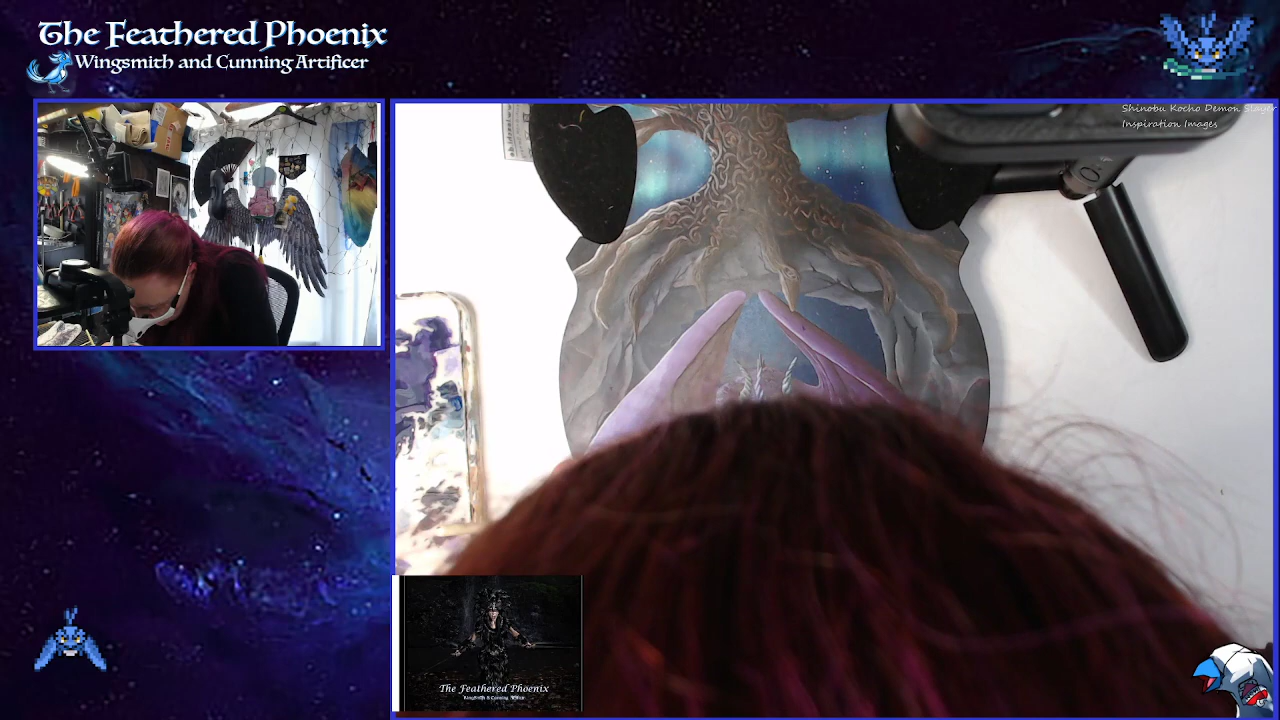 The Feathered Phoenix
Wingsmith and Cunning Artificer
Shinobu Kocho Demon Slayer
Inspiration Images
The Feathered Phoenix